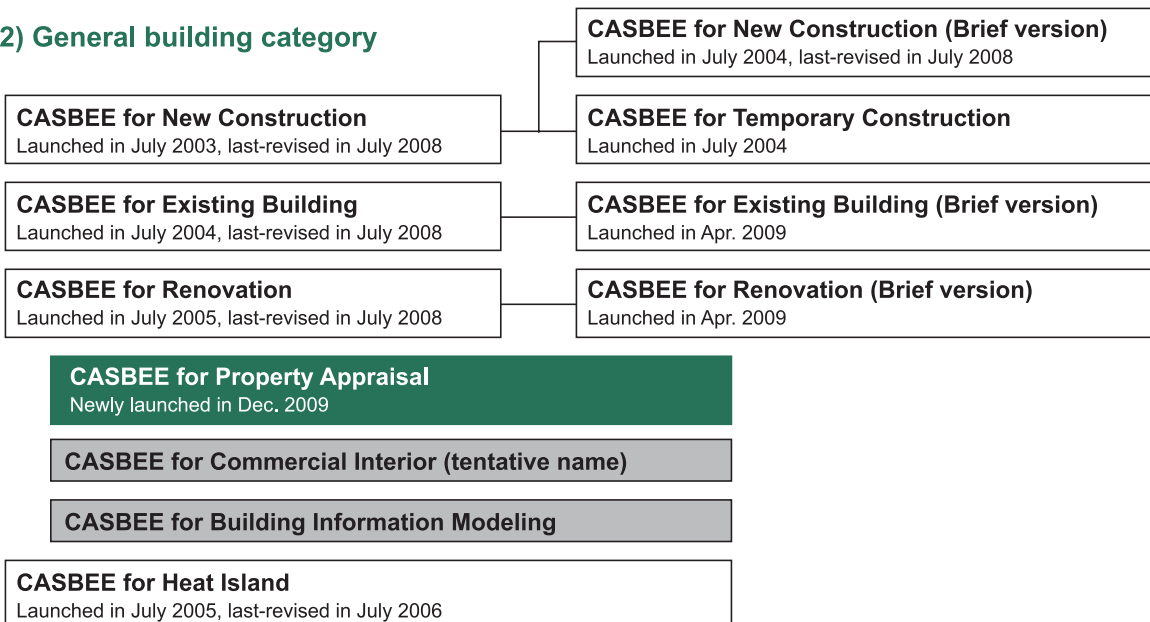 2) General building category
CASBEE for New Construction (Brief version)
Launched in July 2004, last-revised in July 2008
CASBEE for New Construction
Launched in July 2003, last-revised in July 2008
CASBEE for Temporary Construction
Launched in July 2004
CASBEE for Existing Building
Launched in July 2004, last-revised in July 2008
CASBEE for Existing Building (Brief version)
Launched in Apr. 2009
CASBEE for Renovation
Launched in July 2005, last-revised in July 2008
CASBEE for Renovation (Brief version)
Launched in Apr. 2009
CASBEE for Property Appraisal
Newly launched in Dec. 2009
CASBEE for Commercial Interior (tentative name)
CASBEE for Building Information Modeling
CASBEE for Heat Island
Launched in July 2005, last-revised in July 2006